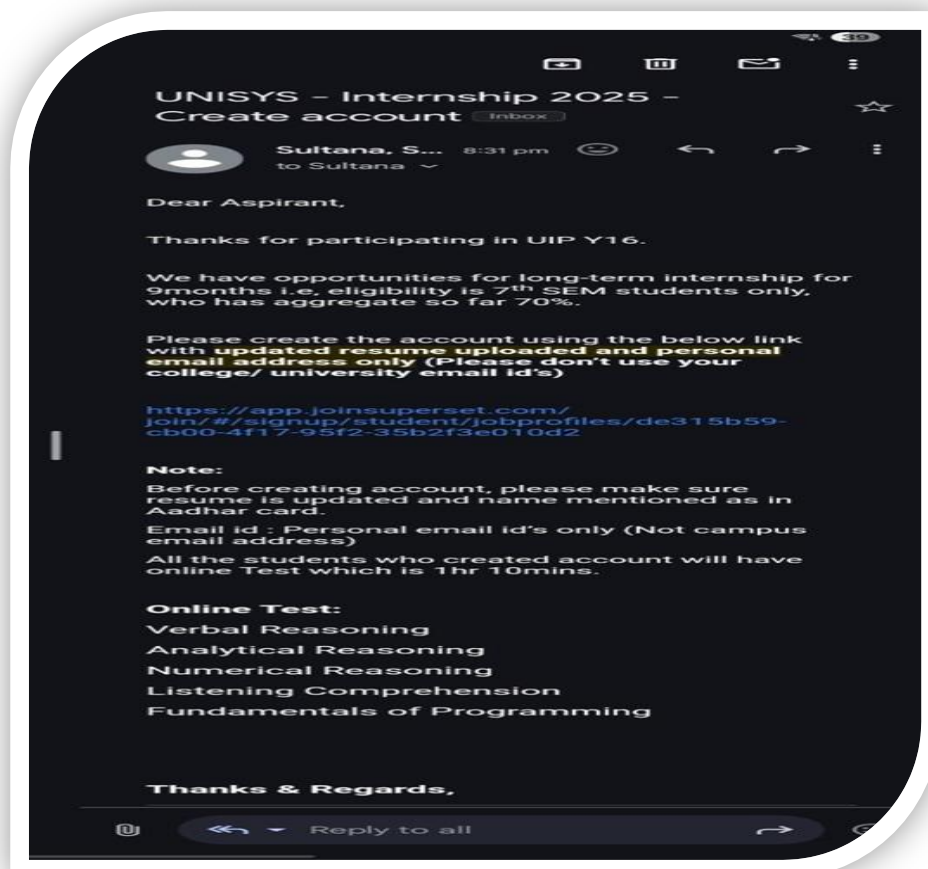 39
UNISYS – Internship 2025 –
Create account Inbox
Sultana, S... 8:31 pm
to Sultana
Dear Aspirant,
Thanks for participating in UIP Y16.
We have opportunities for long-term internship for
9months i.e, eligibility is 7th SEM students only,
who has aggregate so far 70%.
Please create the account using the below link
with updated resume uploaded and personal
email address only (Please don't use your
college/ university email id's)
https://app.joinsuperset.com/
join/#/signup/student/jobprofiles/de315b59-
cb00-4f17-95f2-35b2f3e010d2
Note:
Before creating account, please make sure
resume is updated and name mentioned as in
Aadhar card.
Email id : Personal email id's only (Not campus
email address)
All the students who created account will have
online Test which is 1hr 10mins.
Online Test:
Verbal Reasoning
Analytical Reasoning
Numerical Reasoning
Listening Comprehension
Fundamentals of Programming
Thanks & Regards,
Reply to all